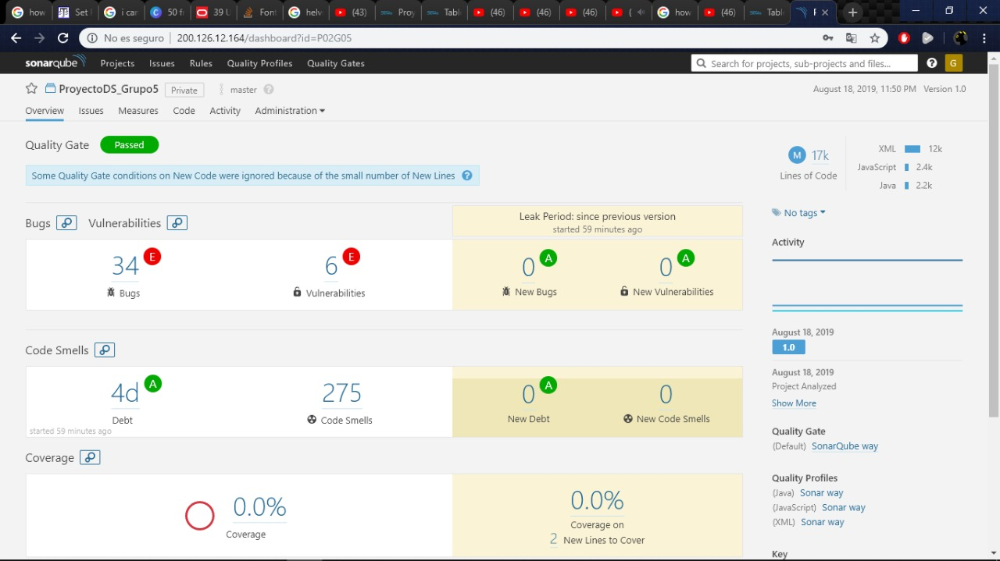 how
Set
i can
50 f
39 U
Font
helv
(43)
Proy
Tabl
(46)
(46)
(46)
(
how
(46)
Tabl
No es seguro | 200.126.12.164/dashboard?id=P02G05
sonarqube Projects Issues Rules Quality Profiles Quality Gates Search for projects, sub-projects and files... ? G
ProyectoDS_Grupo5 Private master ? August 18, 2019, 11:50 PM Version 1.0
Overview Issues Measures Code Activity Administration
Quality Gate Passed
Some Quality Gate conditions on New Code were ignored because of the small number of New Lines ?
Bugs Vulnerabilities
Leak Period: since previous version
started 59 minutes ago
34 E
Bugs
6 E
Vulnerabilities
0 A
New Bugs
0 A
New Vulnerabilities
Code Smells
4d A
Debt
started 59 minutes ago
275
Code Smells
0 A
New Debt
0
New Code Smells
Coverage
0.0%
Coverage
0.0%
Coverage on
2 New Lines to Cover
M 17k
Lines of Code
XML 12k
JavaScript 2.4k
Java 2.2k
No tags
Activity
August 18, 2019
1.0
August 18, 2019
Project Analyzed
Show More
Quality Gate
(Default) SonarQube way
Quality Profiles
(Java) Sonar way
(JavaScript) Sonar way
(XML) Sonar way
Key